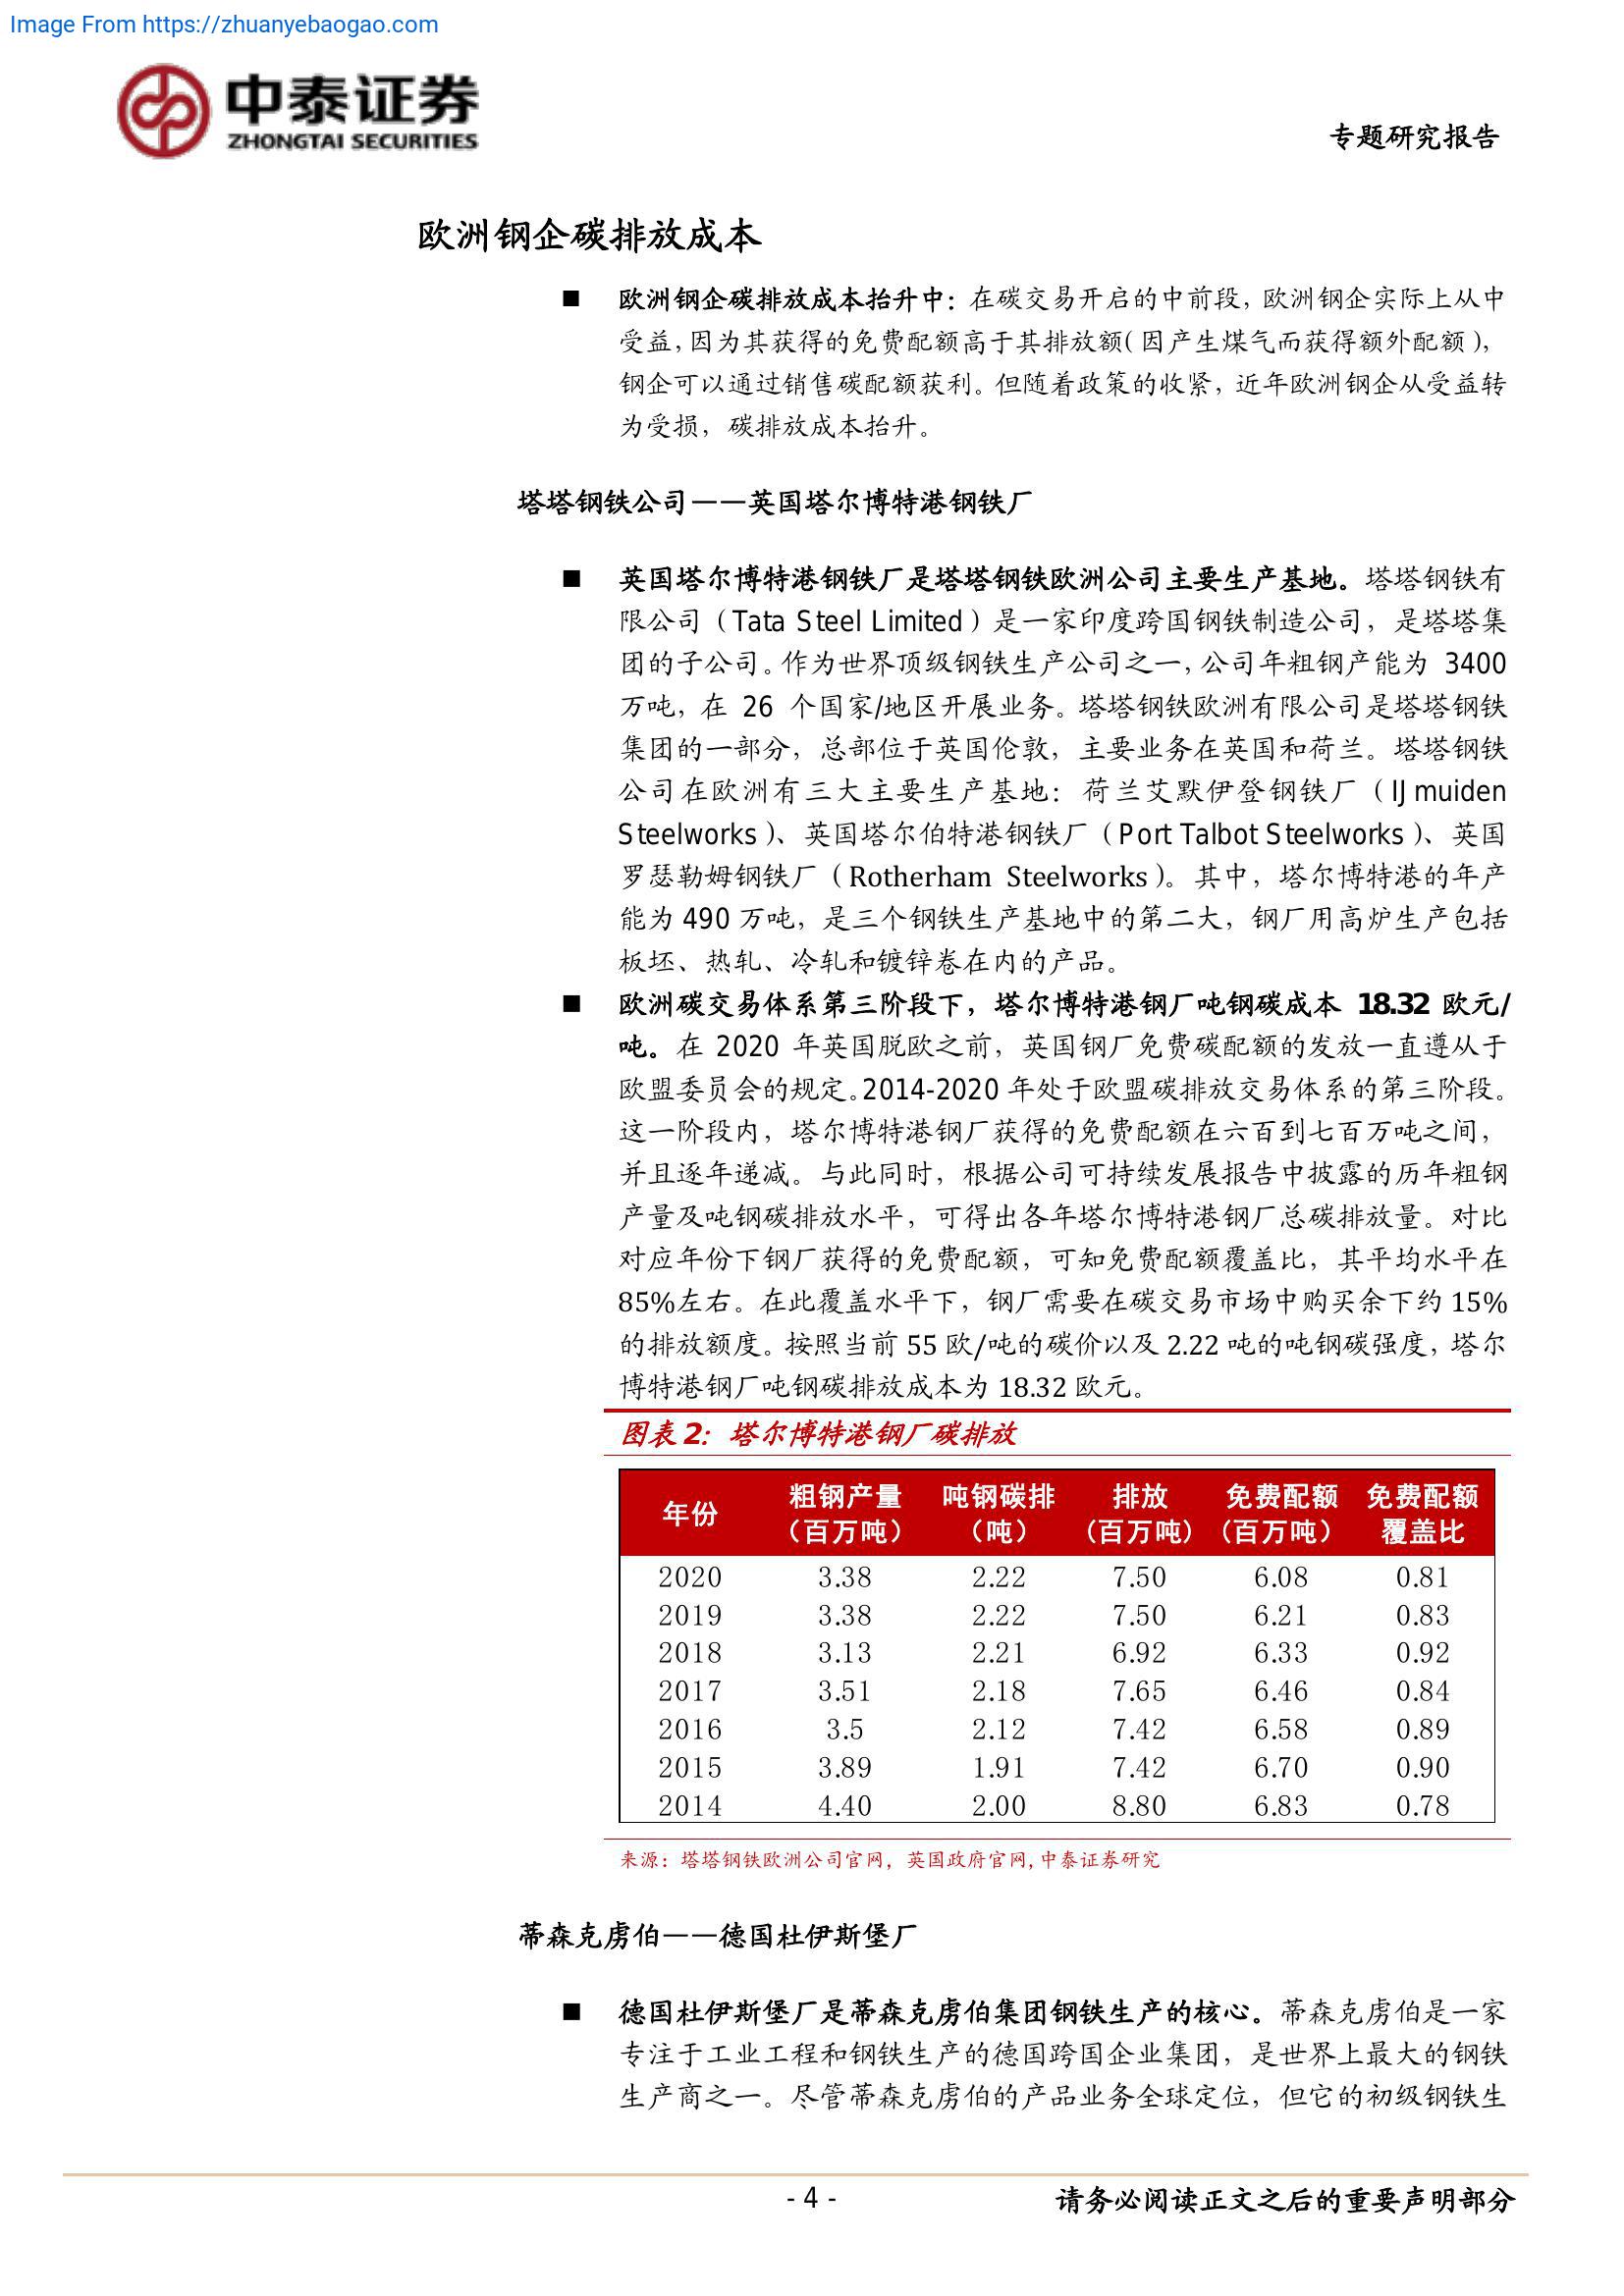 Image From https://zhuanyebaogao.com
中泰证券
ZHONGTAI SECURITIES
专题研究报告
欧洲钢企碳排放成本
■ 欧洲钢企碳排放成本抬升中：在碳交易开启的中前段，欧洲钢企实际上从中
受益，因为其获得的免费配额高于其排放额(因产生煤气而获得额外配额)，
钢企可以通过销售碳配额获利。但随着政策的收紧，近年欧洲钢企从受益转
为受损，碳排放成本抬升。
塔塔钢铁公司——英国塔尔博特港钢铁厂
■ 英国塔尔博特港钢铁厂是塔塔钢铁欧洲公司主要生产基地。塔塔钢铁有
限公司（Tata Steel Limited）是一家印度跨国钢铁制造公司，是塔塔集
团的子公司。作为世界顶级钢铁生产公司之一，公司年粗钢产能为 3400
万吨，在 26 个国家/地区开展业务。塔塔钢铁欧洲有限公司是塔塔钢铁
集团的一部分，总部位于英国伦敦，主要业务在英国和荷兰。塔塔钢铁
公司在欧洲有三大主要生产基地：荷兰艾默伊登钢铁厂（IJmuiden
Steelworks）、英国塔尔伯特港钢铁厂（Port Talbot Steelworks）、英国
罗瑟勒姆钢铁厂（Rotherham Steelworks）。其中，塔尔博特港的年产
能为 490 万吨，是三个钢铁生产基地中的第二大，钢厂用高炉生产包括
板坯、热轧、冷轧和镀锌卷在内的产品。
■ 欧洲碳交易体系第三阶段下，塔尔博特港钢厂吨钢碳成本 18.32 欧元/
吨。在 2020 年英国脱欧之前，英国钢厂免费碳配额的发放一直遵从于
欧盟委员会的规定。2014-2020 年处于欧盟碳排放交易体系的第三阶段。
这一阶段内，塔尔博特港钢厂获得的免费配额在六百到七百万吨之间，
并且逐年递减。与此同时，根据公司可持续发展报告中披露的历年粗钢
产量及吨钢碳排放水平，可得出各年塔尔博特港钢厂总碳排放量。对比
对应年份下钢厂获得的免费配额，可知免费配额覆盖比，其平均水平在
85%左右。在此覆盖水平下，钢厂需要在碳交易市场中购买余下约 15%
的排放额度。按照当前 55 欧/吨的碳价以及 2.22 吨的吨钢碳强度，塔尔
博特港钢厂吨钢碳排放成本为 18.32 欧元。
图表 2：塔尔博特港钢厂碳排放
年份 粗钢产量（百万吨） 吨钢碳排（吨） 排放（百万吨） 免费配额（百万吨） 免费配额覆盖比
2020 3.38 2.22 7.50 6.08 0.81
2019 3.38 2.22 7.50 6.21 0.83
2018 3.13 2.21 6.92 6.33 0.92
2017 3.51 2.18 7.65 6.46 0.84
2016 3.5 2.12 7.42 6.58 0.89
2015 3.89 1.91 7.42 6.70 0.90
2014 4.40 2.00 8.80 6.83 0.78
来源：塔塔钢铁欧洲公司官网，英国政府官网,中泰证券研究
蒂森克虏伯——德国杜伊斯堡厂
■ 德国杜伊斯堡厂是蒂森克虏伯集团钢铁生产的核心。蒂森克虏伯是一家
专注于工业工程和钢铁生产的德国跨国企业集团，是世界上最大的钢铁
生产商之一。尽管蒂森克虏伯的产品业务全球定位，但它的初级钢铁生
- 4 -
请务必阅读正文之后的重要声明部分